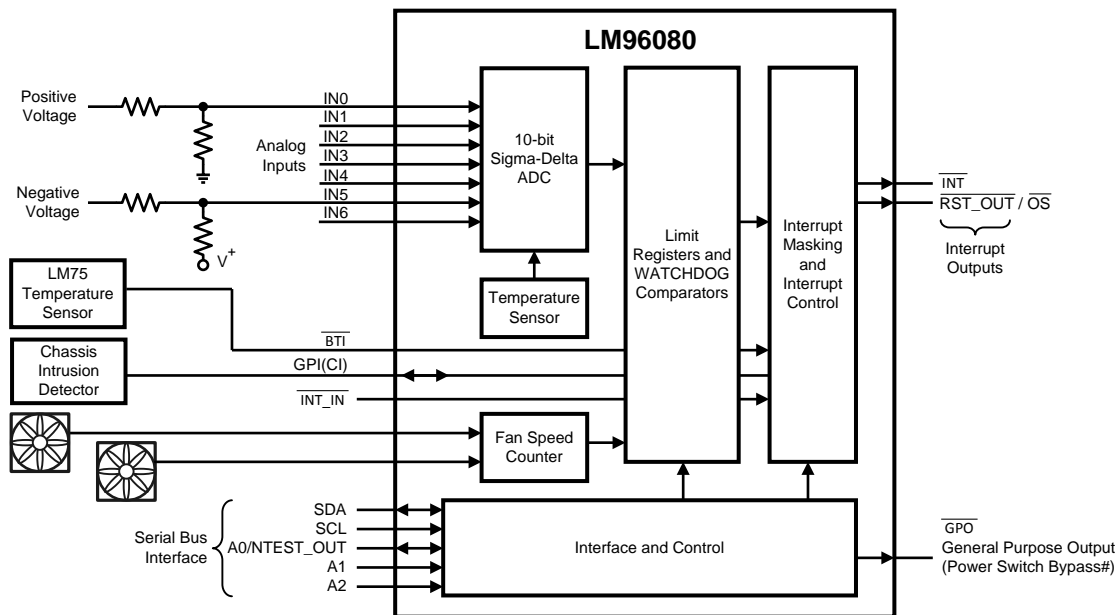 LM96080
Positive
Voltage
Negative
Voltage
Analog
Inputs
IN0
IN1
IN2
IN3
IN4
IN5
IN6
V+
10-bit
Sigma-Delta
ADC
Temperature
Sensor
Limit
Registers and
WATCHDOG
Comparators
Interrupt
Masking
and
Interrupt
Control
INT
RST_OUT / OS
Interrupt
Outputs
LM75
Temperature
Sensor
BTI
Chassis
Intrusion
Detector
GPI(CI)
INT_IN
Fan Speed
Counter
Serial Bus
Interface
SDA
SCL
A0/NTEST_OUT
A1
A2
Interface and Control
GPO
General Purpose Output
(Power Switch Bypass#)